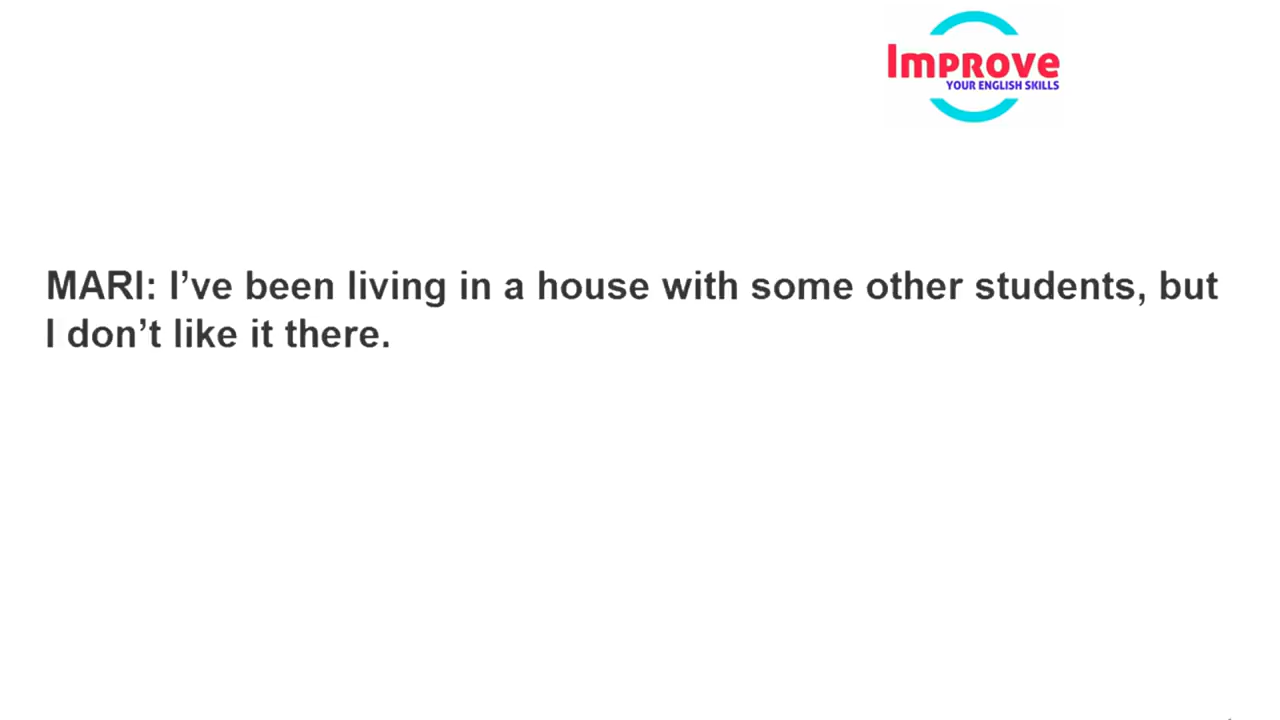 Improve
YOUR ENGLISH SKILLS
MARI: I’ve been living in a house with some other students, but
I don’t like it there.